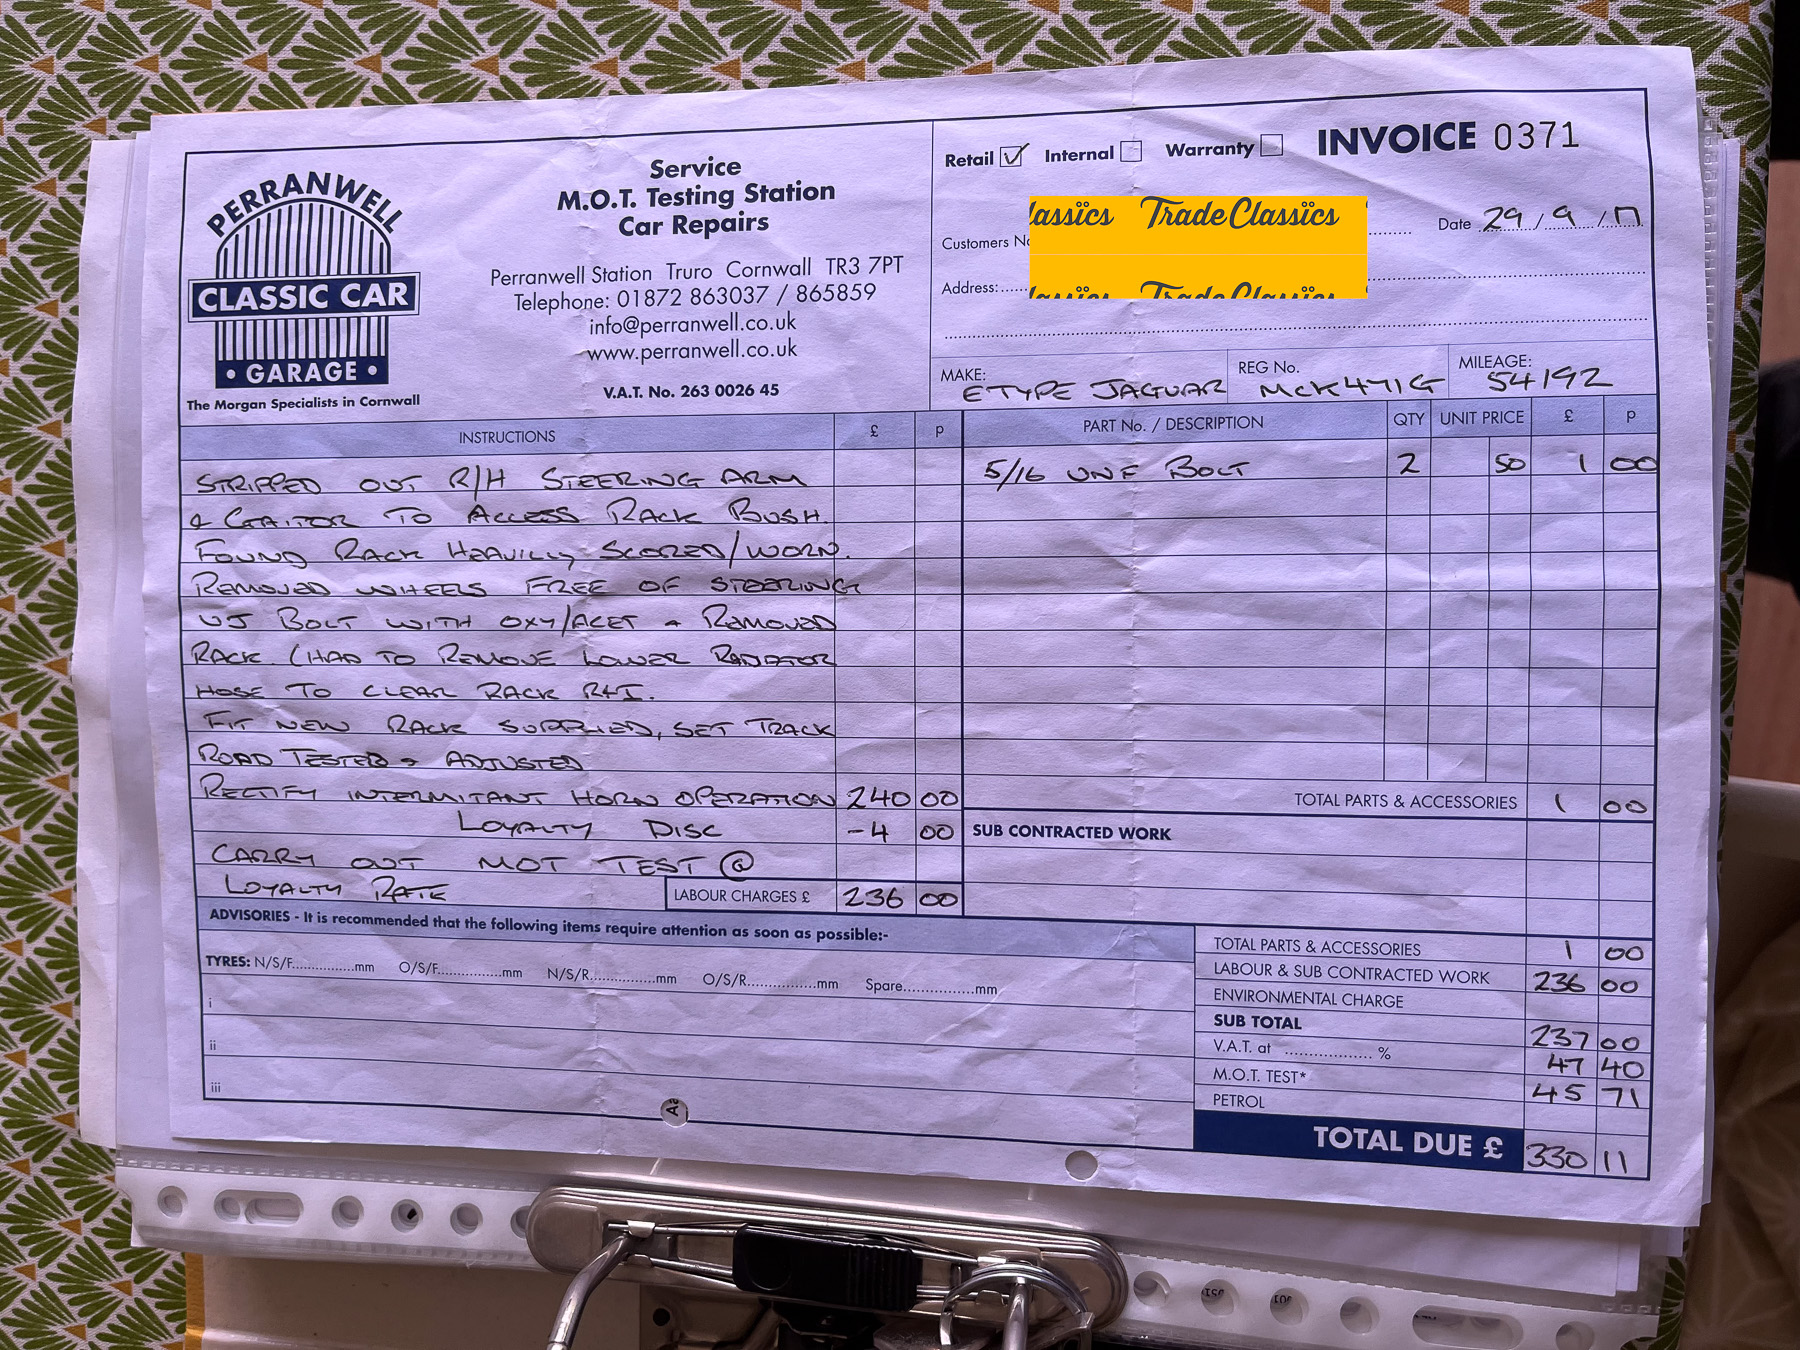 PERRANWELL
CLASSIC CAR
• GARAGE •
The Morgan Specialists in Cornwall
Service
M.O.T. Testing Station
Car Repairs
Perranwell Station Truro Cornwall TR3 7PT
Telephone: 01872 863037 / 865859
info@perranwell.co.uk
www.perranwell.co.uk
V.A.T. No. 263 0026 45
Retail ✓ Internal Warranty INVOICE 0371
assics TradeClassïcs
Customers Date 29/9/17
Address:
assics TradeClassics
MAKE: ETYPE JAGUAR REG No. MCK471G MILEAGE: 54192
INSTRUCTIONS £ P
STRIPPED OUT R/H STEERING ARM
& GAITOR TO ACCESS RACK BUSH.
FOUND RACK HEAVILY SCORED/WORN.
REMOVED WHEELS FREE OF STEERING
UJ BOLT WITH OXY/ACET & REMOVED
RACK. (HAD TO REMOVE LOWER RADIATOR
HOSE TO CLEAR RACK R&I.
FIT NEW RACK SUPPLIED, SET TRACK
ROAD TESTED & ADJUSTED
RECTIFY INTERMITANT HORN OPERATION 240 00
LOYALTY DISC -4 00
CARRY OUT MOT TEST @
LOYALTY RATE
LABOUR CHARGES £ 236 00
PART No. / DESCRIPTION QTY UNIT PRICE £ P
5/16 UNF BOLT 2 50 1 00
TOTAL PARTS & ACCESSORIES 1 00
SUB CONTRACTED WORK
ADVISORIES - It is recommended that the following items require attention as soon as possible:-
TYRES: N/S/F...............mm O/S/F...............mm N/S/R...............mm O/S/R...............mm Spare...............mm
i
ii
iii
TOTAL PARTS & ACCESSORIES 1 00
LABOUR & SUB CONTRACTED WORK 236 00
ENVIRONMENTAL CHARGE
SUB TOTAL 237 00
V.A.T. at .................. % 47 40
M.O.T. TEST* 45 71
PETROL
TOTAL DUE £ 330 11